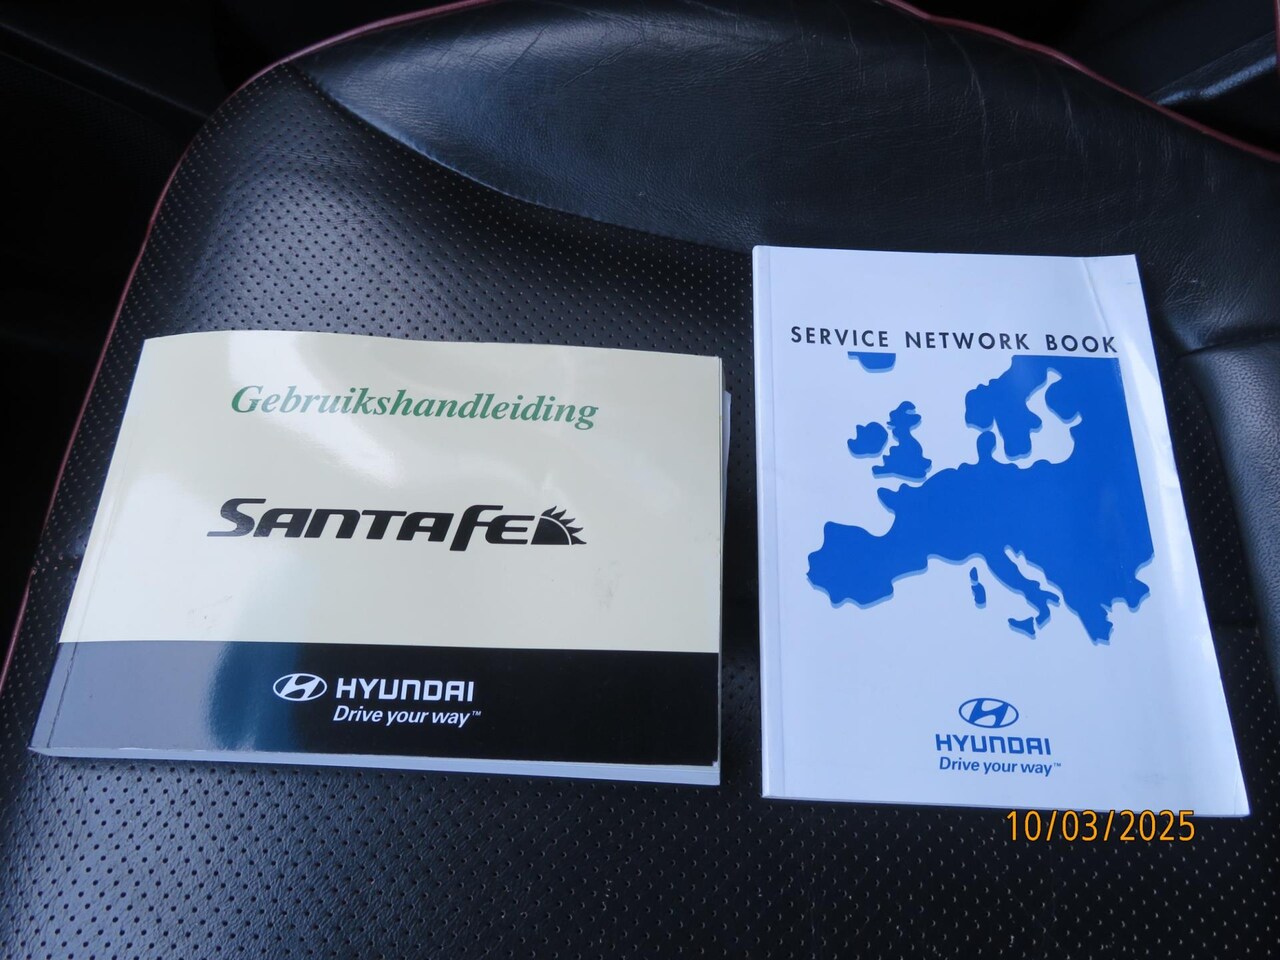 Gebruikshandleiding
SANTAFE
HYUNDAI
Drive your way™
SERVICE NETWORK BOOK
HYUNDAI
Drive your way™
10/03/2025